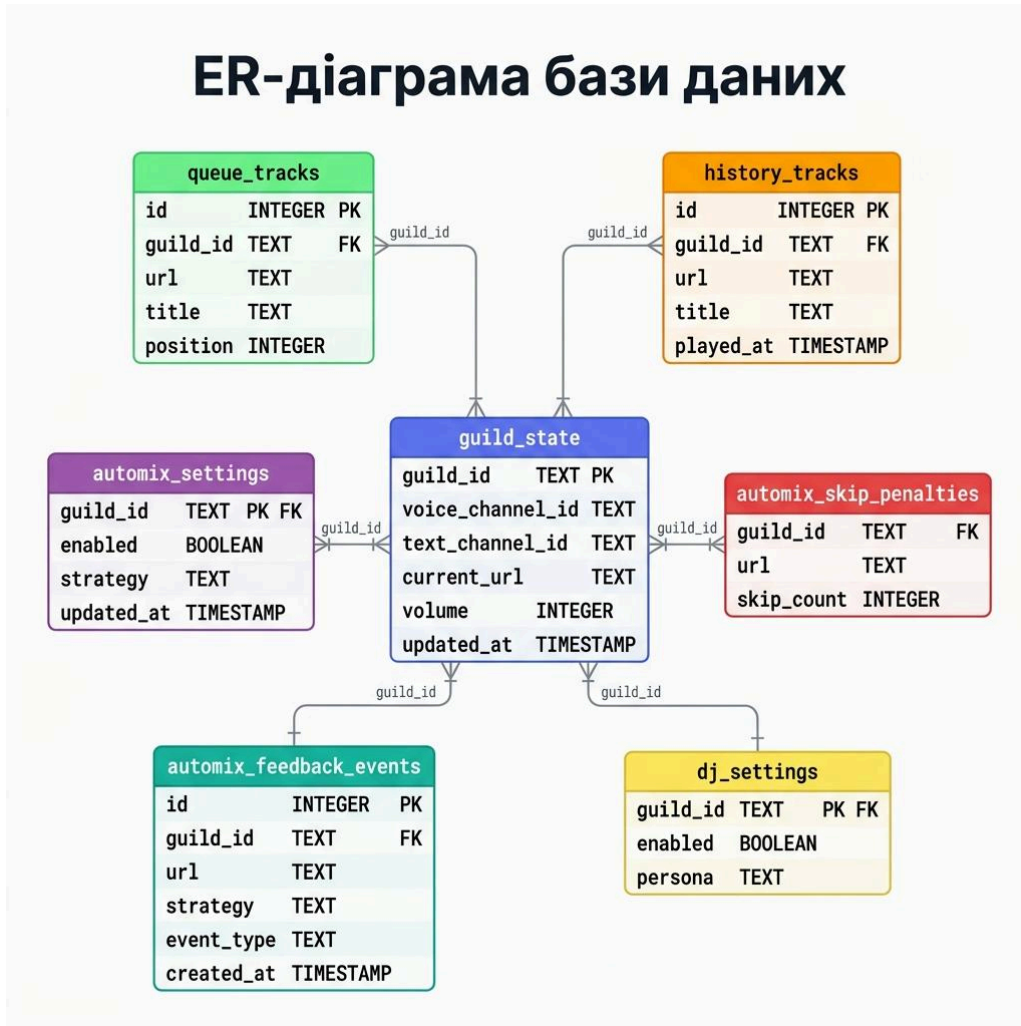 ER-діаграма бази даних
queue_tracks
id INTEGER PK
guild_id TEXT FK
url TEXT
title TEXT
position INTEGER
guild_id
history_tracks
id INTEGER PK
guild_id TEXT FK
url TEXT
title TEXT
played_at TIMESTAMP
guild_id
guild_state
guild_id TEXT PK
voice_channel_id TEXT
text_channel_id TEXT
current_url TEXT
volume INTEGER
updated_at TIMESTAMP
automix_settings
guild_id TEXT PK FK
enabled BOOLEAN
strategy TEXT
updated_at TIMESTAMP
guild_id
guild_id
automix_skip_penalties
guild_id TEXT FK
url TEXT
skip_count INTEGER
guild_id
guild_id
automix_feedback_events
id INTEGER PK
guild_id TEXT FK
url TEXT
strategy TEXT
event_type TEXT
created_at TIMESTAMP
dj_settings
guild_id TEXT PK FK
enabled BOOLEAN
persona TEXT